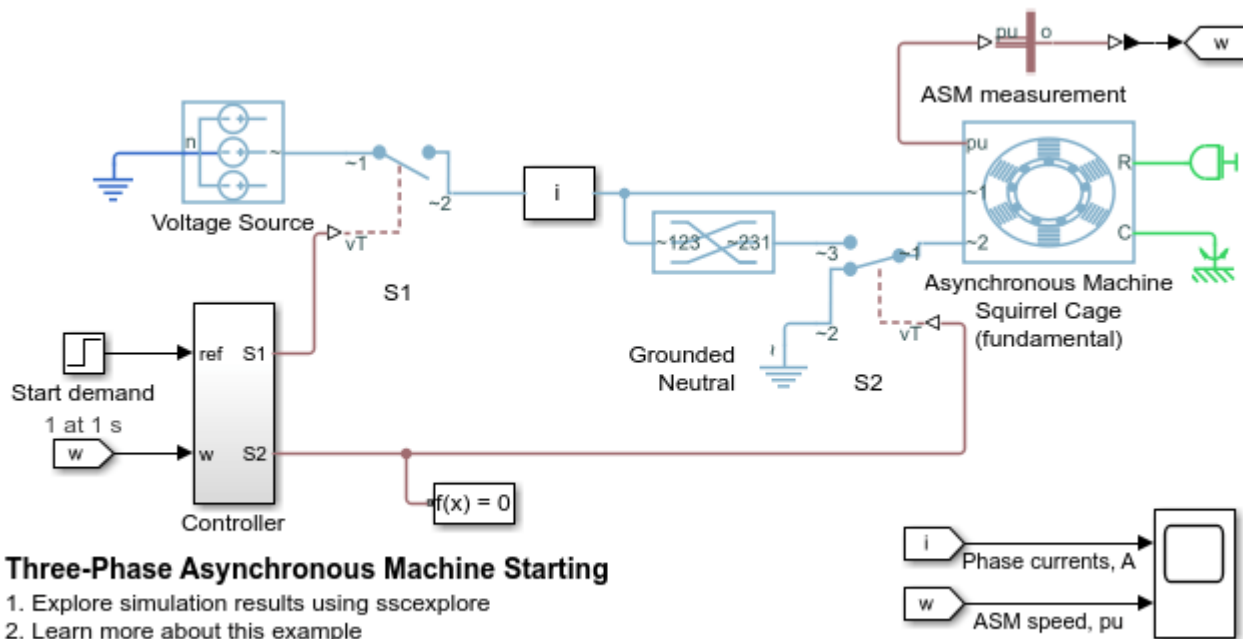 pu
o
w
ASM measurement
n
~
~1
~2
vT
Voltage Source
S1
i
~123
~231
~3
~1
~2
vT
~
Grounded
Neutral
S2
pu
~1
~2
R
C
Asynchronous Machine
Squirrel Cage
(fundamental)
ref
S1
Start demand
1 at 1 s
w
w
S2
Controller
f(x) = 0
i
Phase currents, A
w
ASM speed, pu
Three-Phase Asynchronous Machine Starting
1. Explore simulation results using sscexplore
2. Learn more about this example